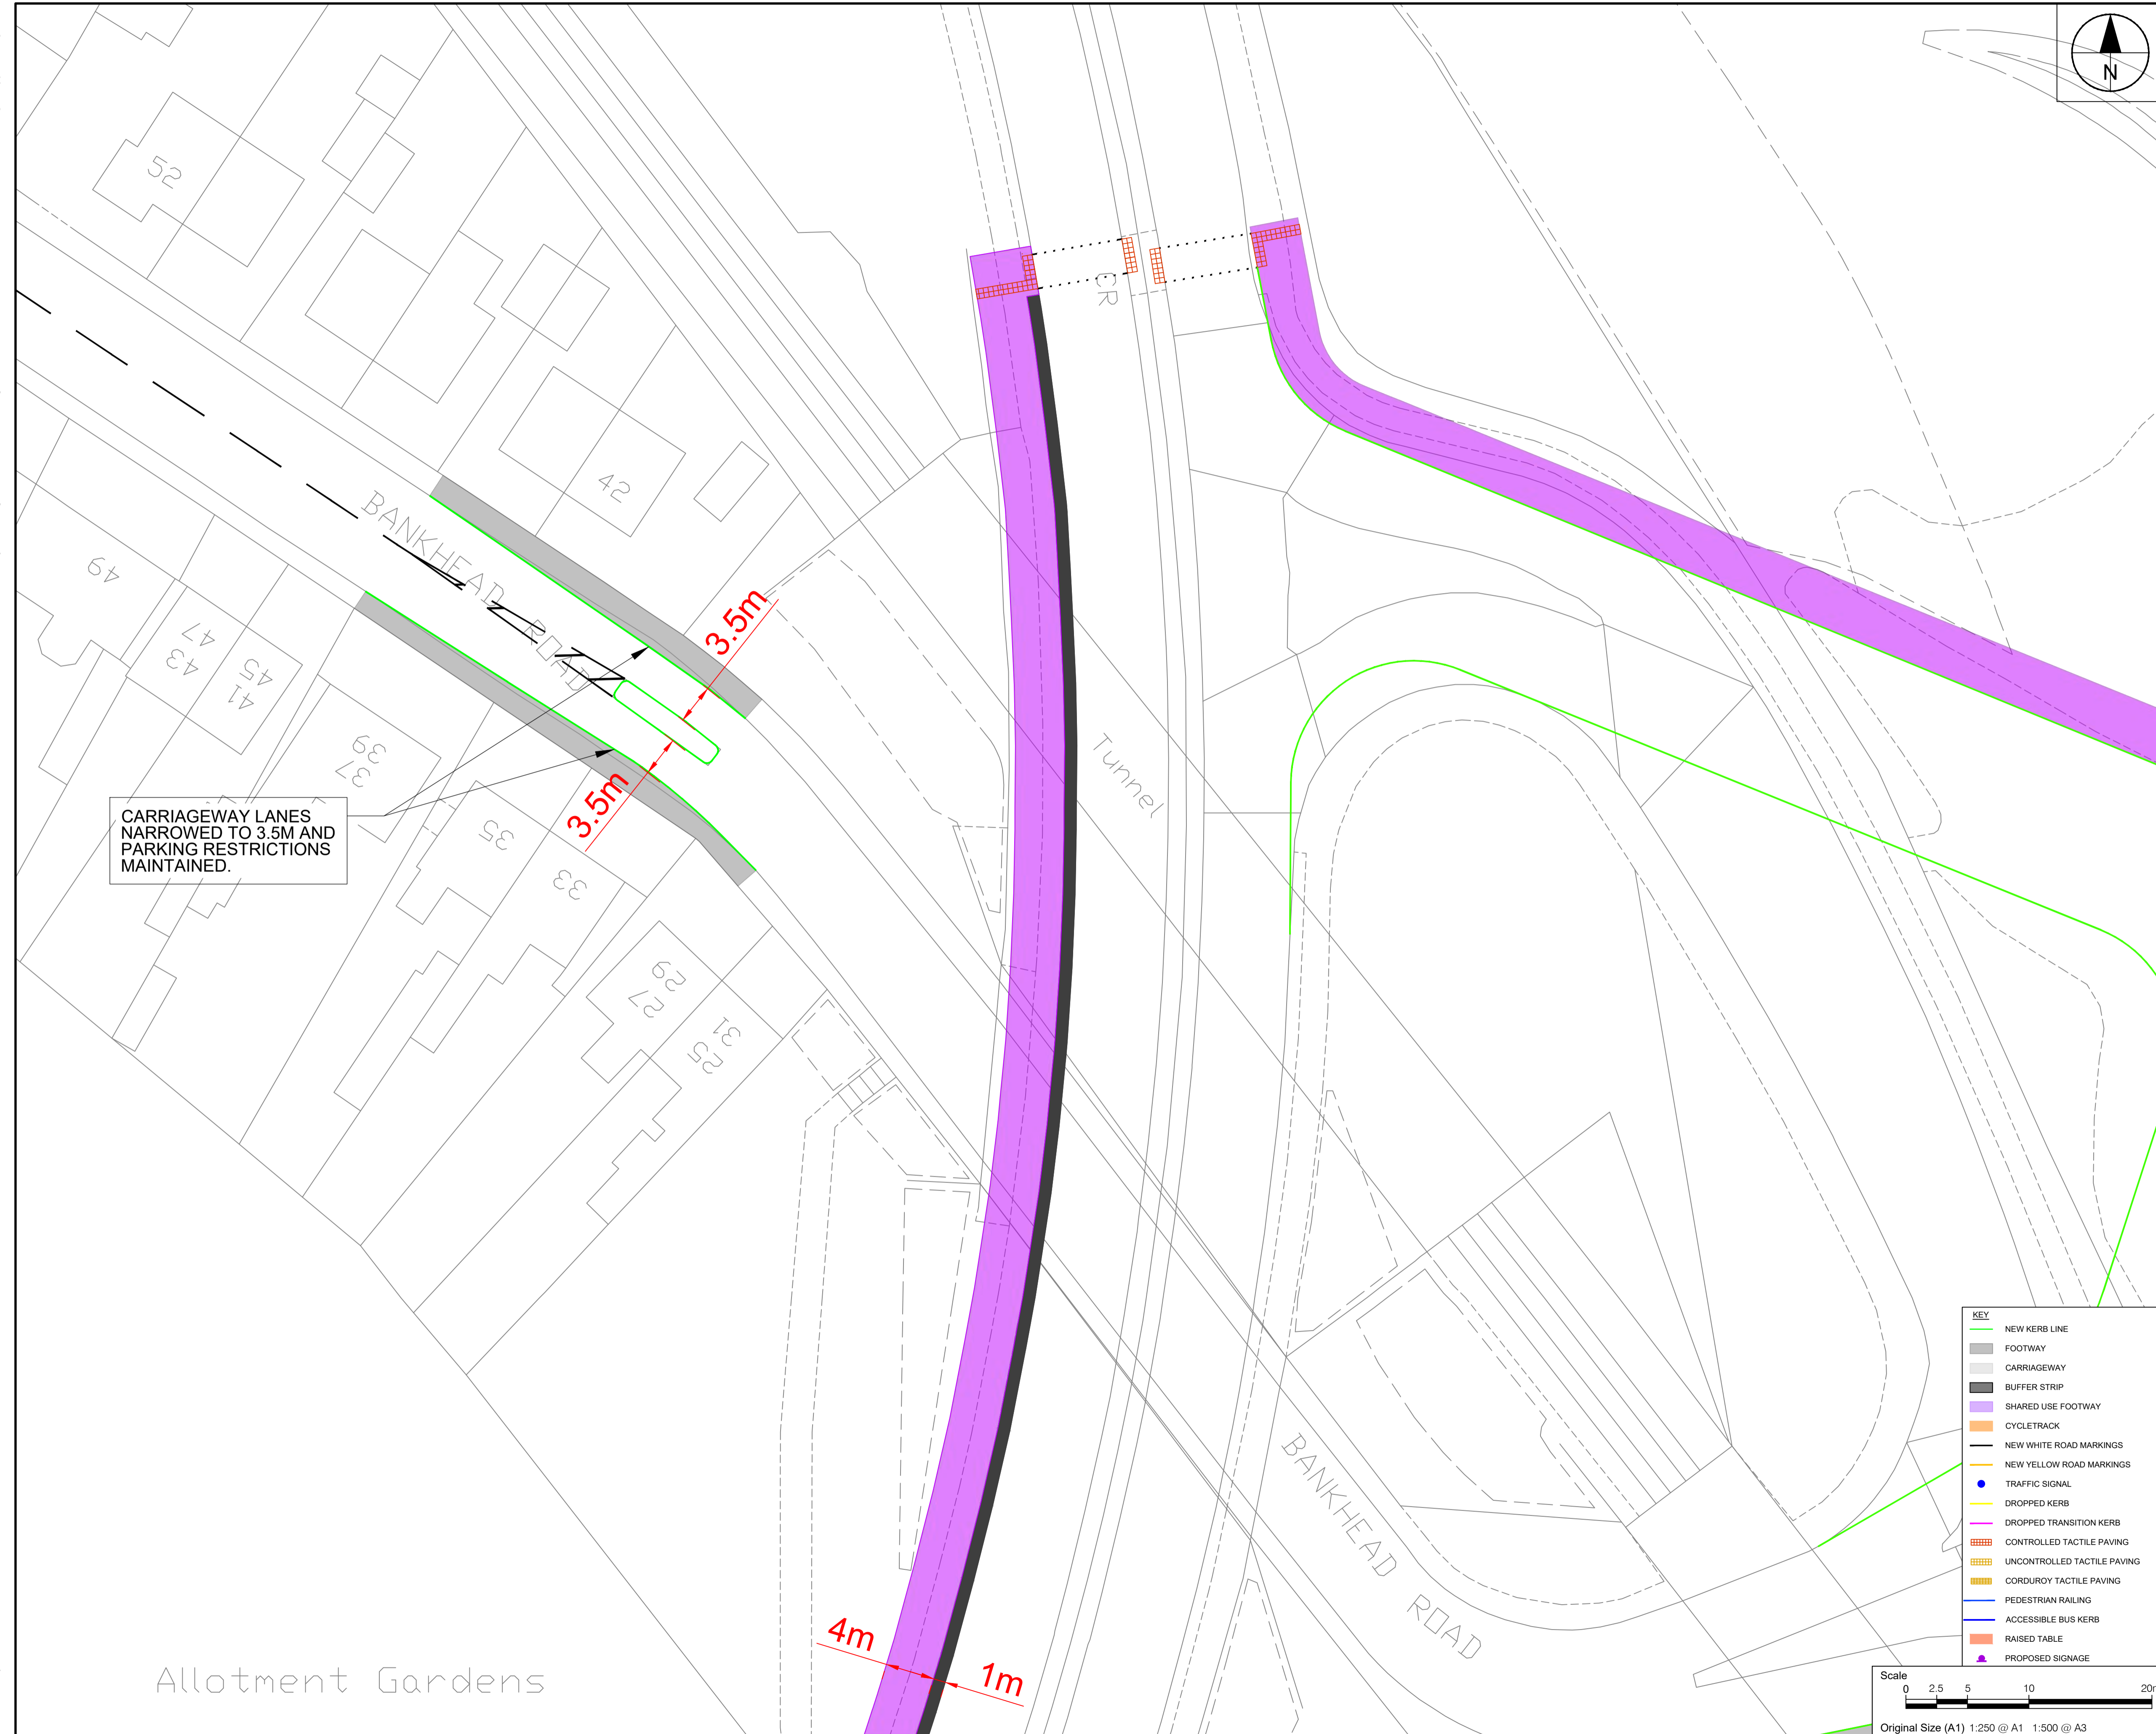 N
52
CR
42
BANKHEAD ROAD
49
47
43
45
41
3.5m
39
37
3.5m
Tunnel
CARRIAGEWAY LANES
NARROWED TO 3.5M AND
PARKING RESTRICTIONS
MAINTAINED.
35
33
29
27
31
25
BANKHEAD ROAD
4m
1m
Allotment Gardens
KEY
NEW KERB LINE
FOOTWAY
CARRIAGEWAY
BUFFER STRIP
SHARED USE FOOTWAY
CYCLETRACK
NEW WHITE ROAD MARKINGS
NEW YELLOW ROAD MARKINGS
TRAFFIC SIGNAL
DROPPED KERB
DROPPED TRANSITION KERB
CONTROLLED TACTILE PAVING
UNCONTROLLED TACTILE PAVING
CORDUROY TACTILE PAVING
PEDESTRIAN RAILING
ACCESSIBLE BUS KERB
RAISED TABLE
PROPOSED SIGNAGE
Scale
0 2.5 5 10 20m
Original Size (A1) 1:250 @ A1 1:500 @ A3